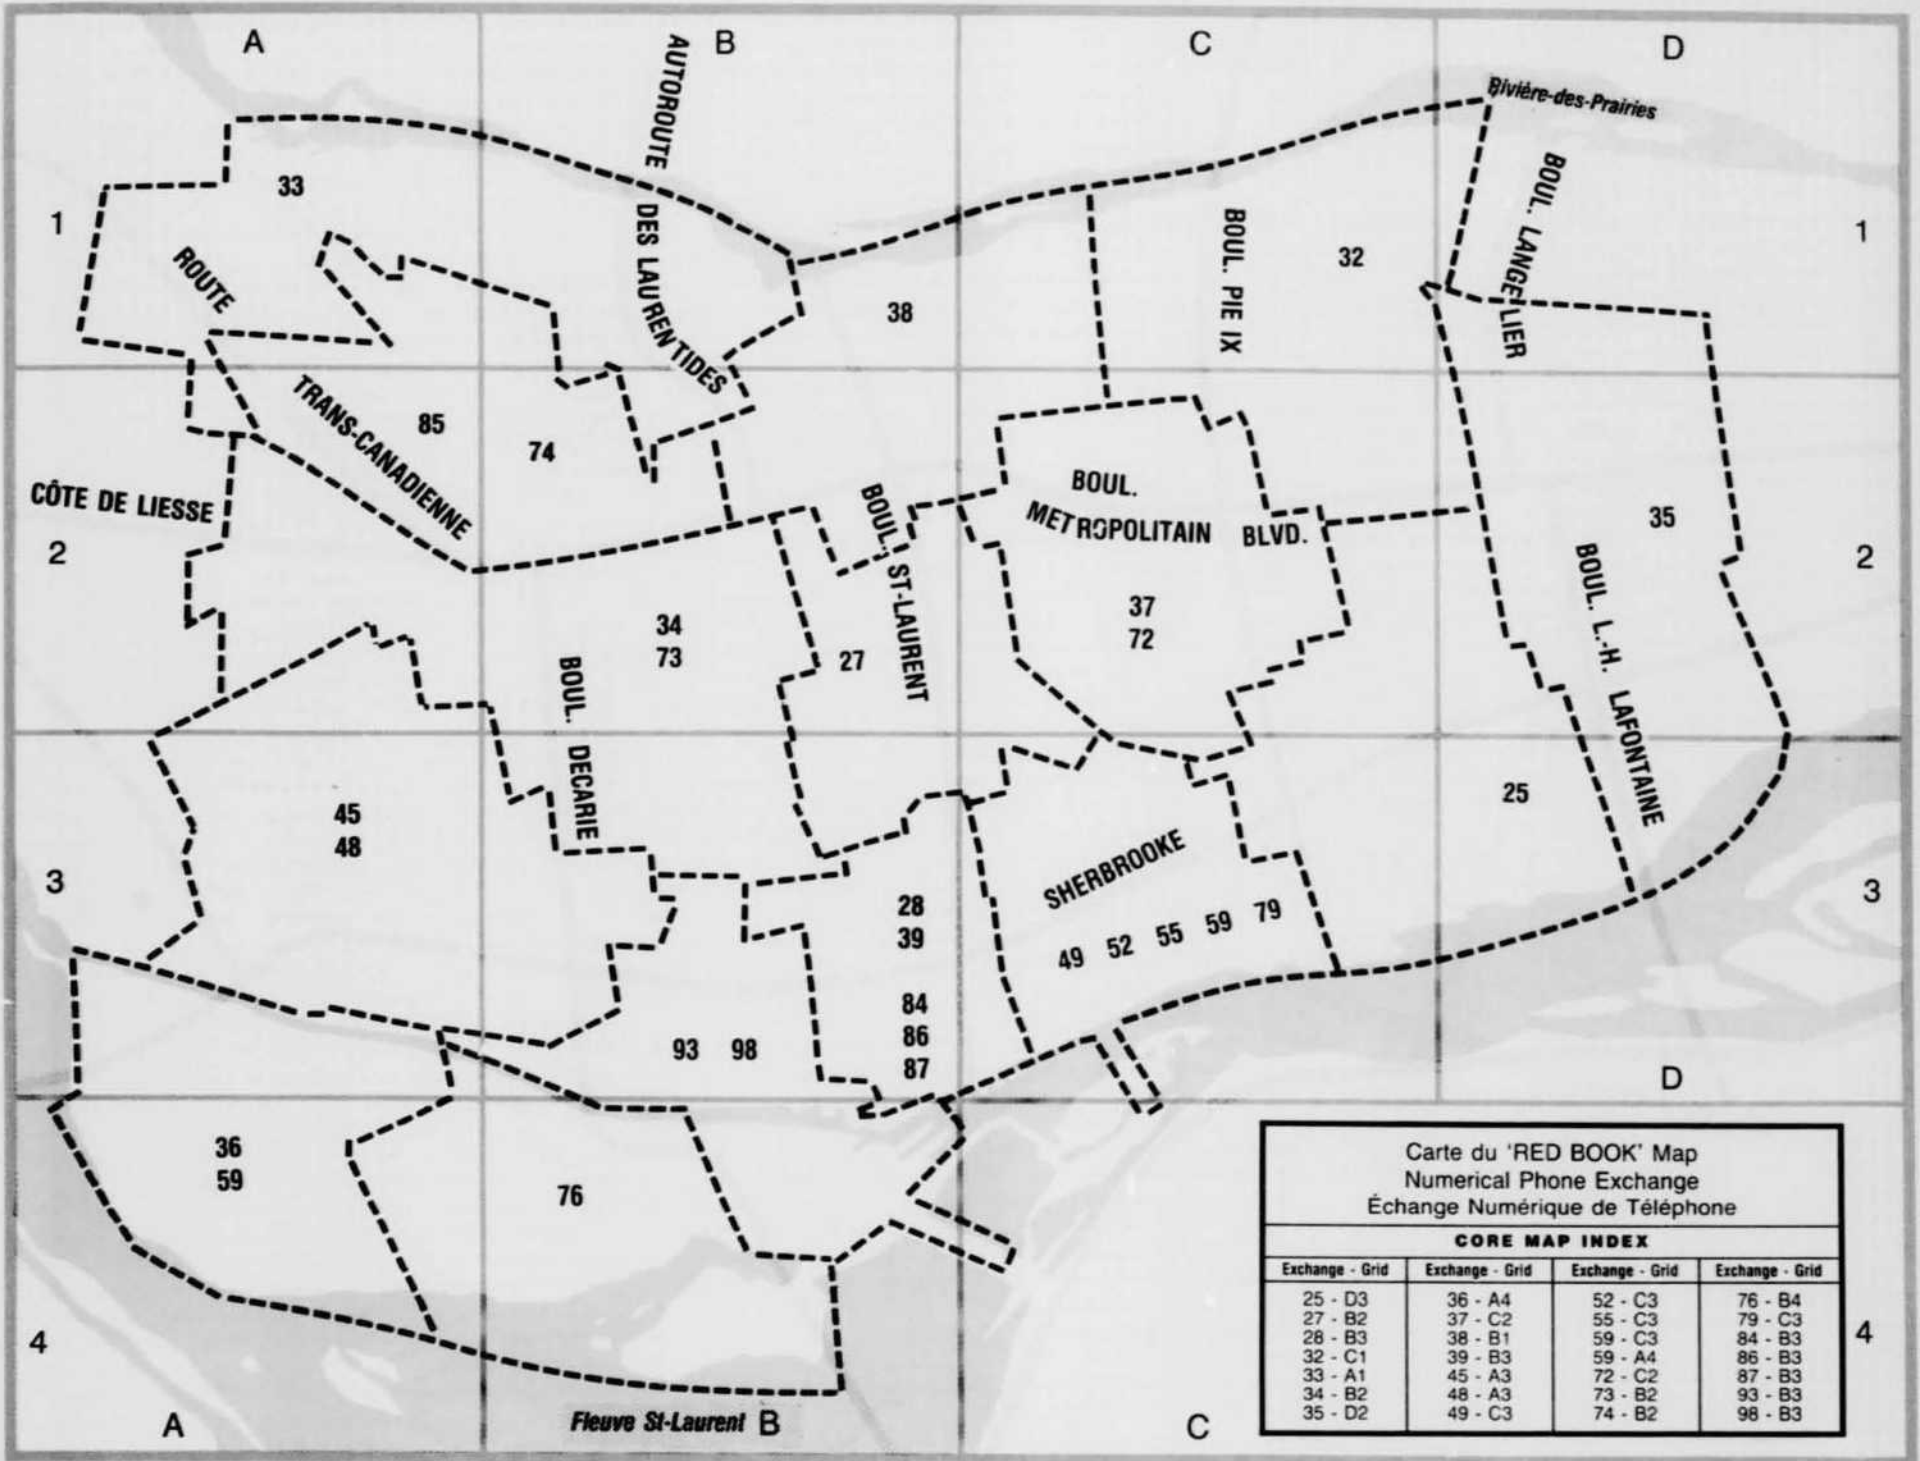 A
B
C
D
AUTOROUTE DES LAURENTIDES
Rivière-des-Prairies
33
1
ROUTE TRANS-CANADIENNE
38
BOUL. PIE IX
32
BOUL. LANGELIER
1
85
74
CÔTE DE LIESSE
2
BOUL. ST-LAURENT
BOUL.
METROPOLITAIN BLVD.
35
2
34
73
27
37
72
BOUL. DECARIE
BOUL. L.-H. LAFONTAINE
45
48
25
3
SHERBROOKE
3
28
39
49 52 55 59 79
84
86
87
93 98
D
36
59
76
4
4
A
Fleuve St-Laurent B
C
Carte du 'RED BOOK' Map
Numerical Phone Exchange
Échange Numérique de Téléphone
CORE MAP INDEX
Exchange - Grid Exchange - Grid Exchange - Grid Exchange - Grid
25 - D3 36 - A4 52 - C3 76 - B4
27 - B2 37 - C2 55 - C3 79 - C3
28 - B3 38 - B1 59 - C3 84 - B3
32 - C1 39 - B3 59 - A4 86 - B3
33 - A1 45 - A3 72 - C2 87 - B3
34 - B2 48 - A3 73 - B2 93 - B3
35 - D2 49 - C3 74 - B2 98 - B3